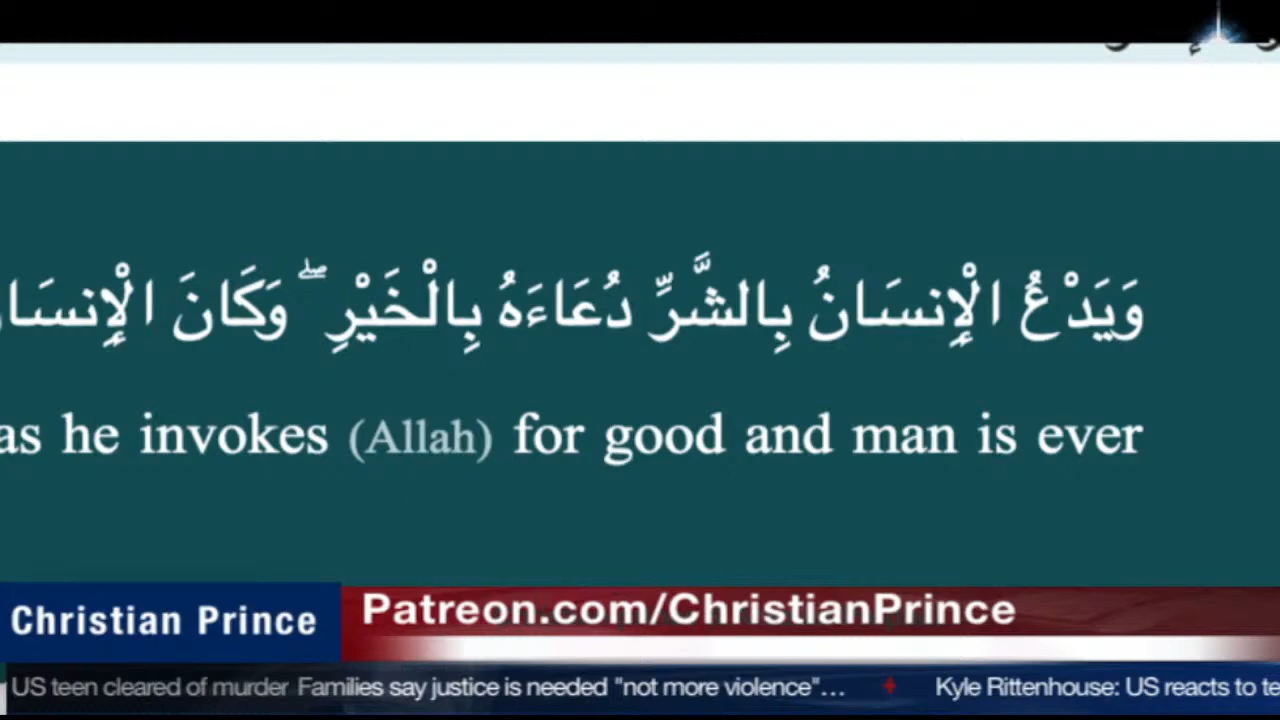 وَيَدْعُ الْإِنسَانُ بِالشَّرِّ دُعَاءَهُ بِالْخَيْرِ ۖ وَكَانَ الْإِنسَا
as he invokes (Allah) for good and man is ever
Christian Prince
Patreon.com/ChristianPrince
US teen cleared of murder Families say justice is needed "not more violence"... Kyle Rittenhouse: US reacts to te